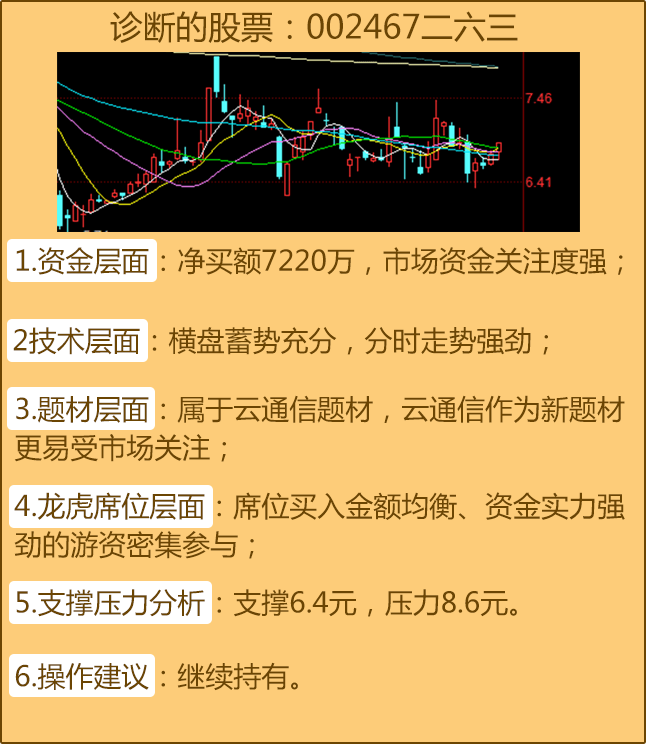 诊断的股票：002467二六三
7.46
6.41
1.资金层面：净买额7220万，市场资金关注度强；
2技术层面：横盘蓄势充分，分时走势强劲；
3.题材层面：属于云通信题材，云通信作为新题材
更易受市场关注；
4.龙虎席位层面：席位买入金额均衡、资金实力强
劲的游资密集参与；
5.支撑压力分析：支撑6.4元，压力8.6元。
6.操作建议：继续持有。